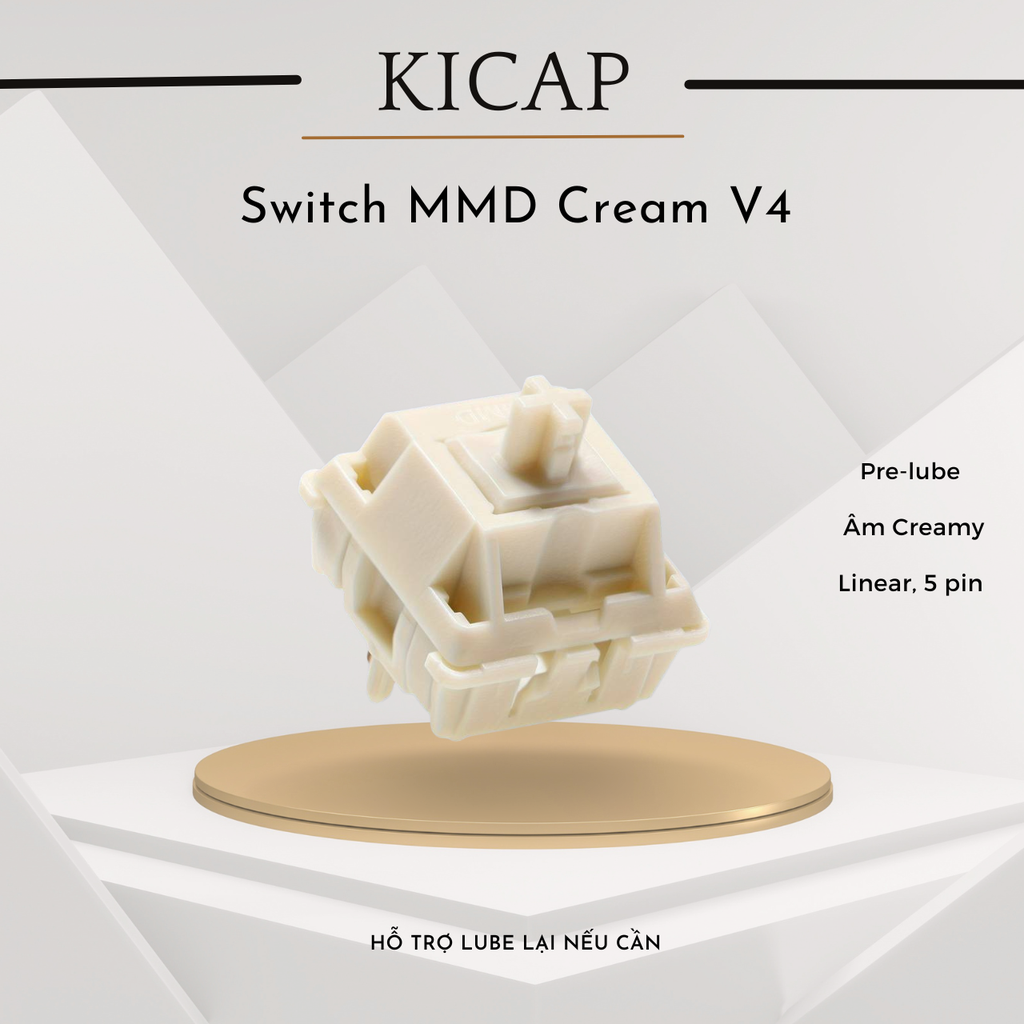 KICAP
Switch MMD Cream V4
Pre-lube
Âm Creamy
Linear, 5 pin
HỖ TRỢ LUBE LẠI NẾU CẦN